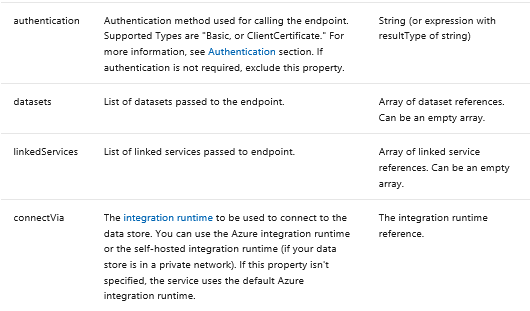 authentication
Authentication method used for calling the endpoint.
Supported Types are "Basic, or ClientCertificate." For
more information, see Authentication section. If
authentication is not required, exclude this property.
String (or expression with
resultType of string)
datasets
List of datasets passed to the endpoint.
Array of dataset references.
Can be an empty array.
linkedServices
List of linked services passed to endpoint.
Array of linked service
references. Can be an empty
array.
connectVia
The integration runtime to be used to connect to the
data store. You can use the Azure integration runtime
or the self-hosted integration runtime (if your data
store is in a private network). If this property isn't
specified, the service uses the default Azure
integration runtime.
The integration runtime
reference.